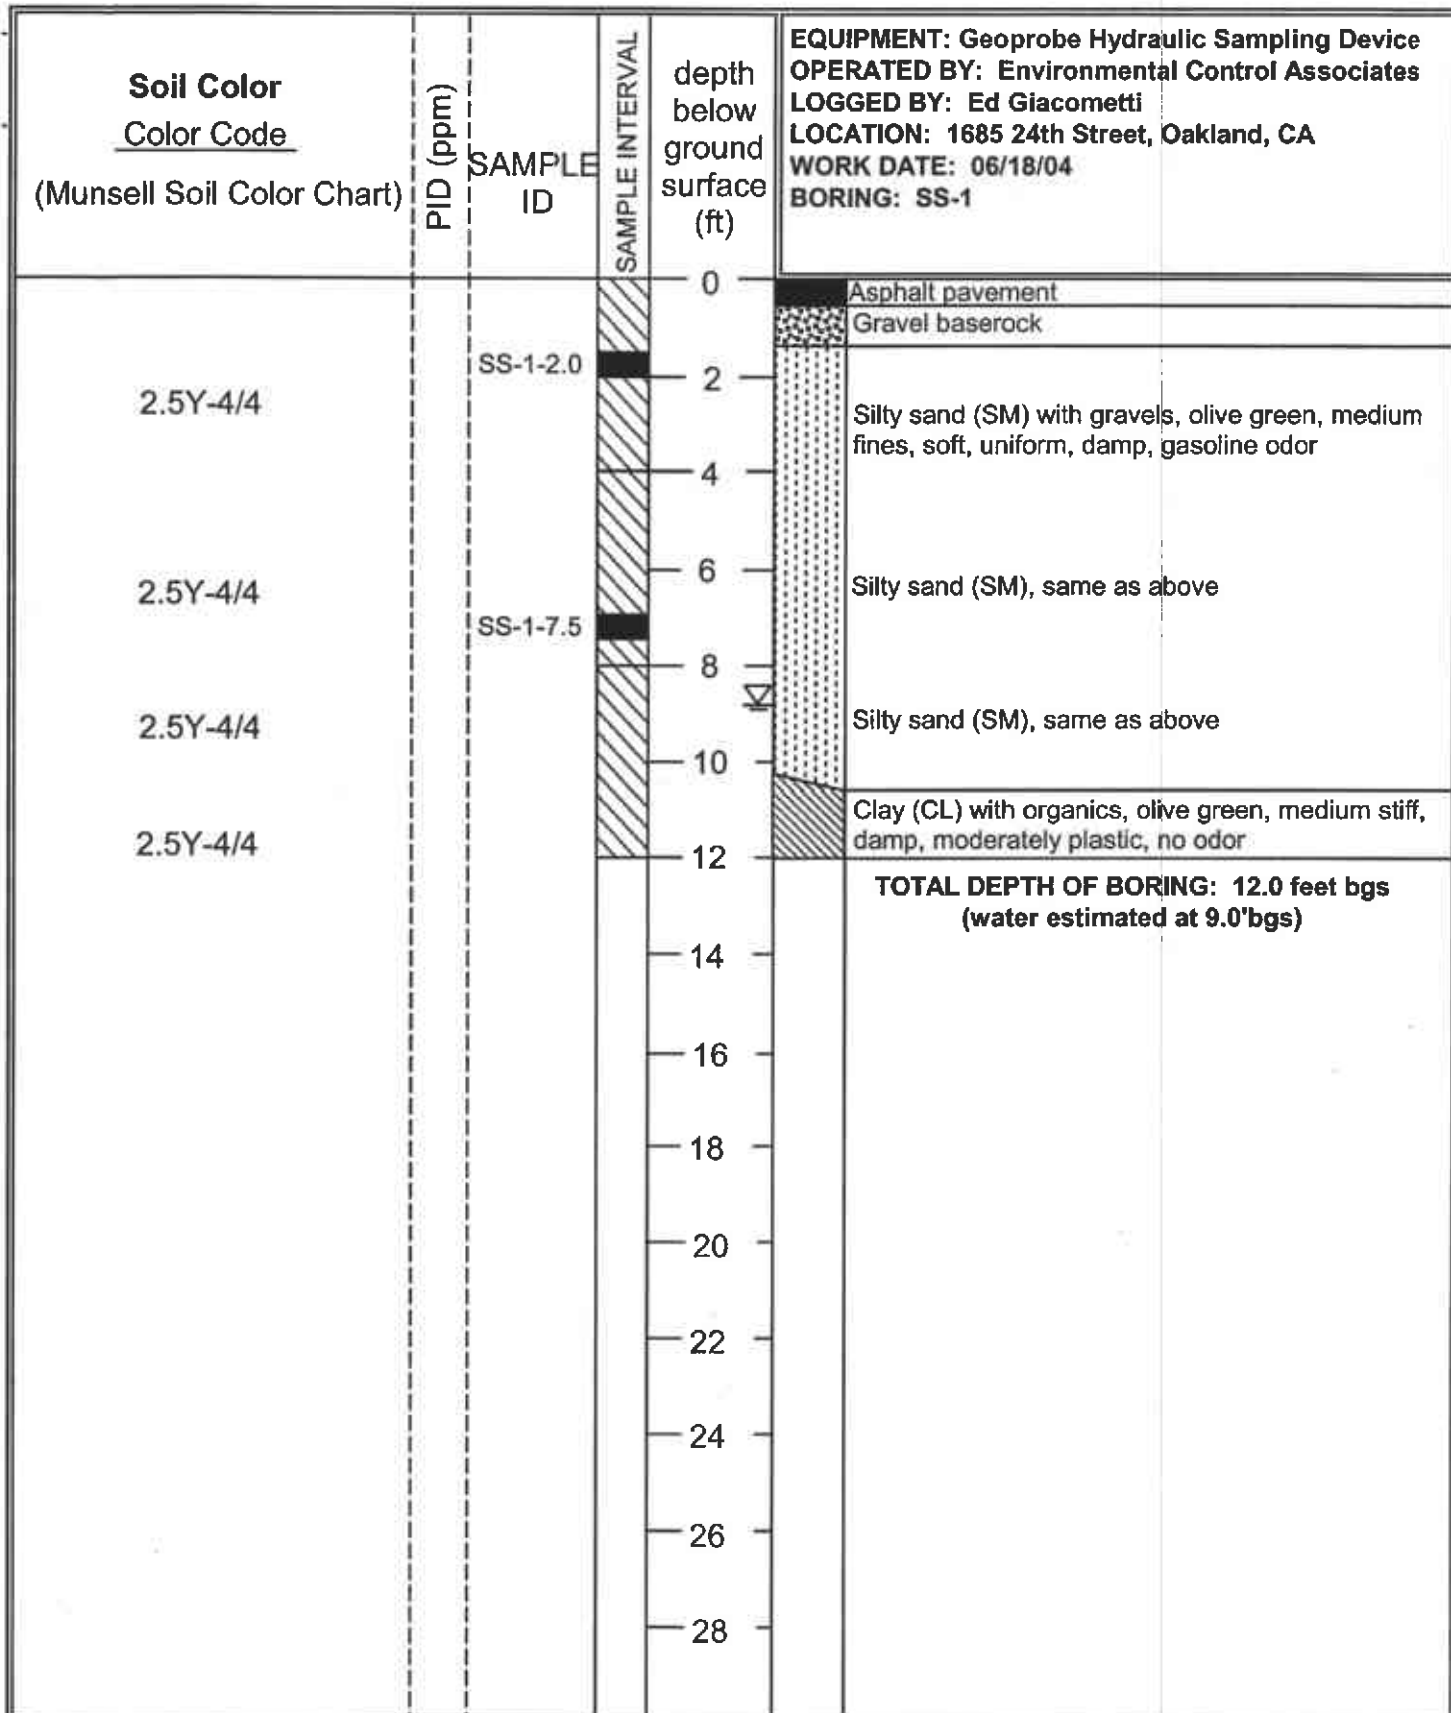 Soil Color
Color Code
(Munsell Soil Color Chart)
PID (ppm)
SAMPLE
ID
SAMPLE INTERVAL
depth
below
ground
surface
(ft)
EQUIPMENT: Geoprobe Hydraulic Sampling Device
OPERATED BY: Environmental Control Associates
LOGGED BY: Ed Giacometti
LOCATION: 1685 24th Street, Oakland, CA
WORK DATE: 06/18/04
BORING: SS-1
0
Asphalt pavement
Gravel baserock
SS-1-2.0
2
2.5Y-4/4
Silty sand (SM) with gravels, olive green, medium
fines, soft, uniform, damp, gasoline odor
4
6
2.5Y-4/4
Silty sand (SM), same as above
SS-1-7.5
8
2.5Y-4/4
Silty sand (SM), same as above
10
2.5Y-4/4
Clay (CL) with organics, olive green, medium stiff,
damp, moderately plastic, no odor
12
TOTAL DEPTH OF BORING: 12.0 feet bgs
(water estimated at 9.0'bgs)
14
16
18
20
22
24
26
28